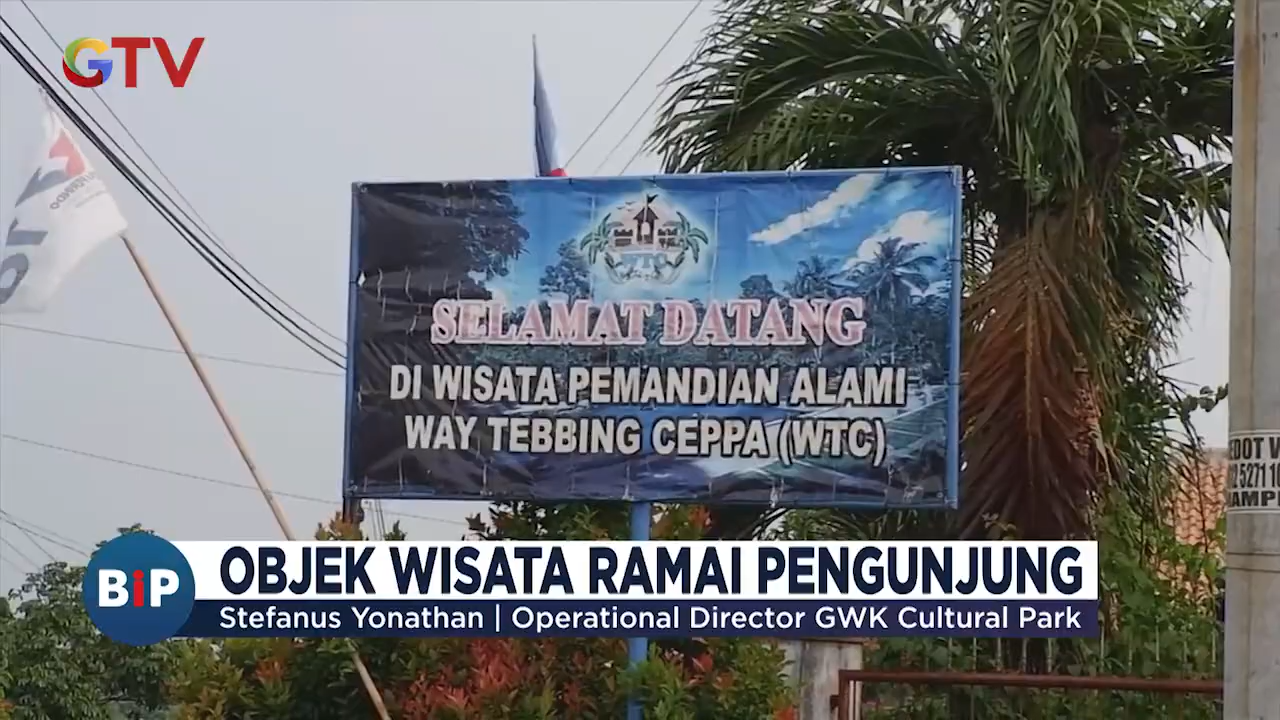 GTV
WTC
SELAMAT DATANG
DI WISATA PEMANDIAN ALAMI
WAY TEBBING CEPPA (WTC)
BiP
OBJEK WISATA RAMAI PENGUNJUNG
Stefanus Yonathan | Operational Director GWK Cultural Park